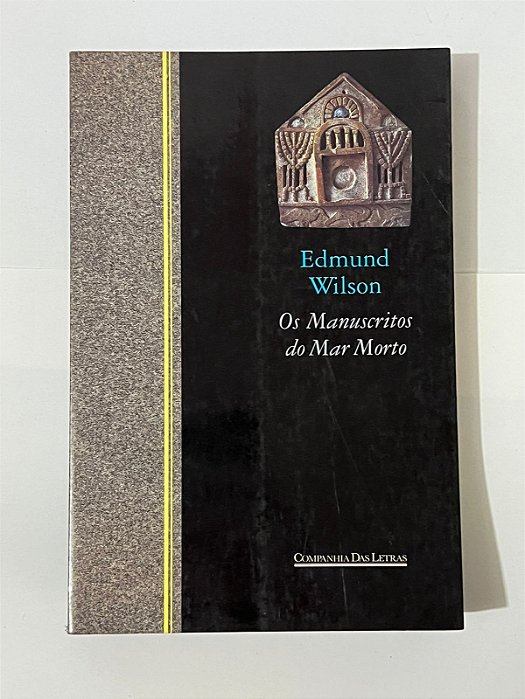 Edmund
Wilson
Os Manuscritos
do Mar Morto
COMPANHIA DAS LETRAS